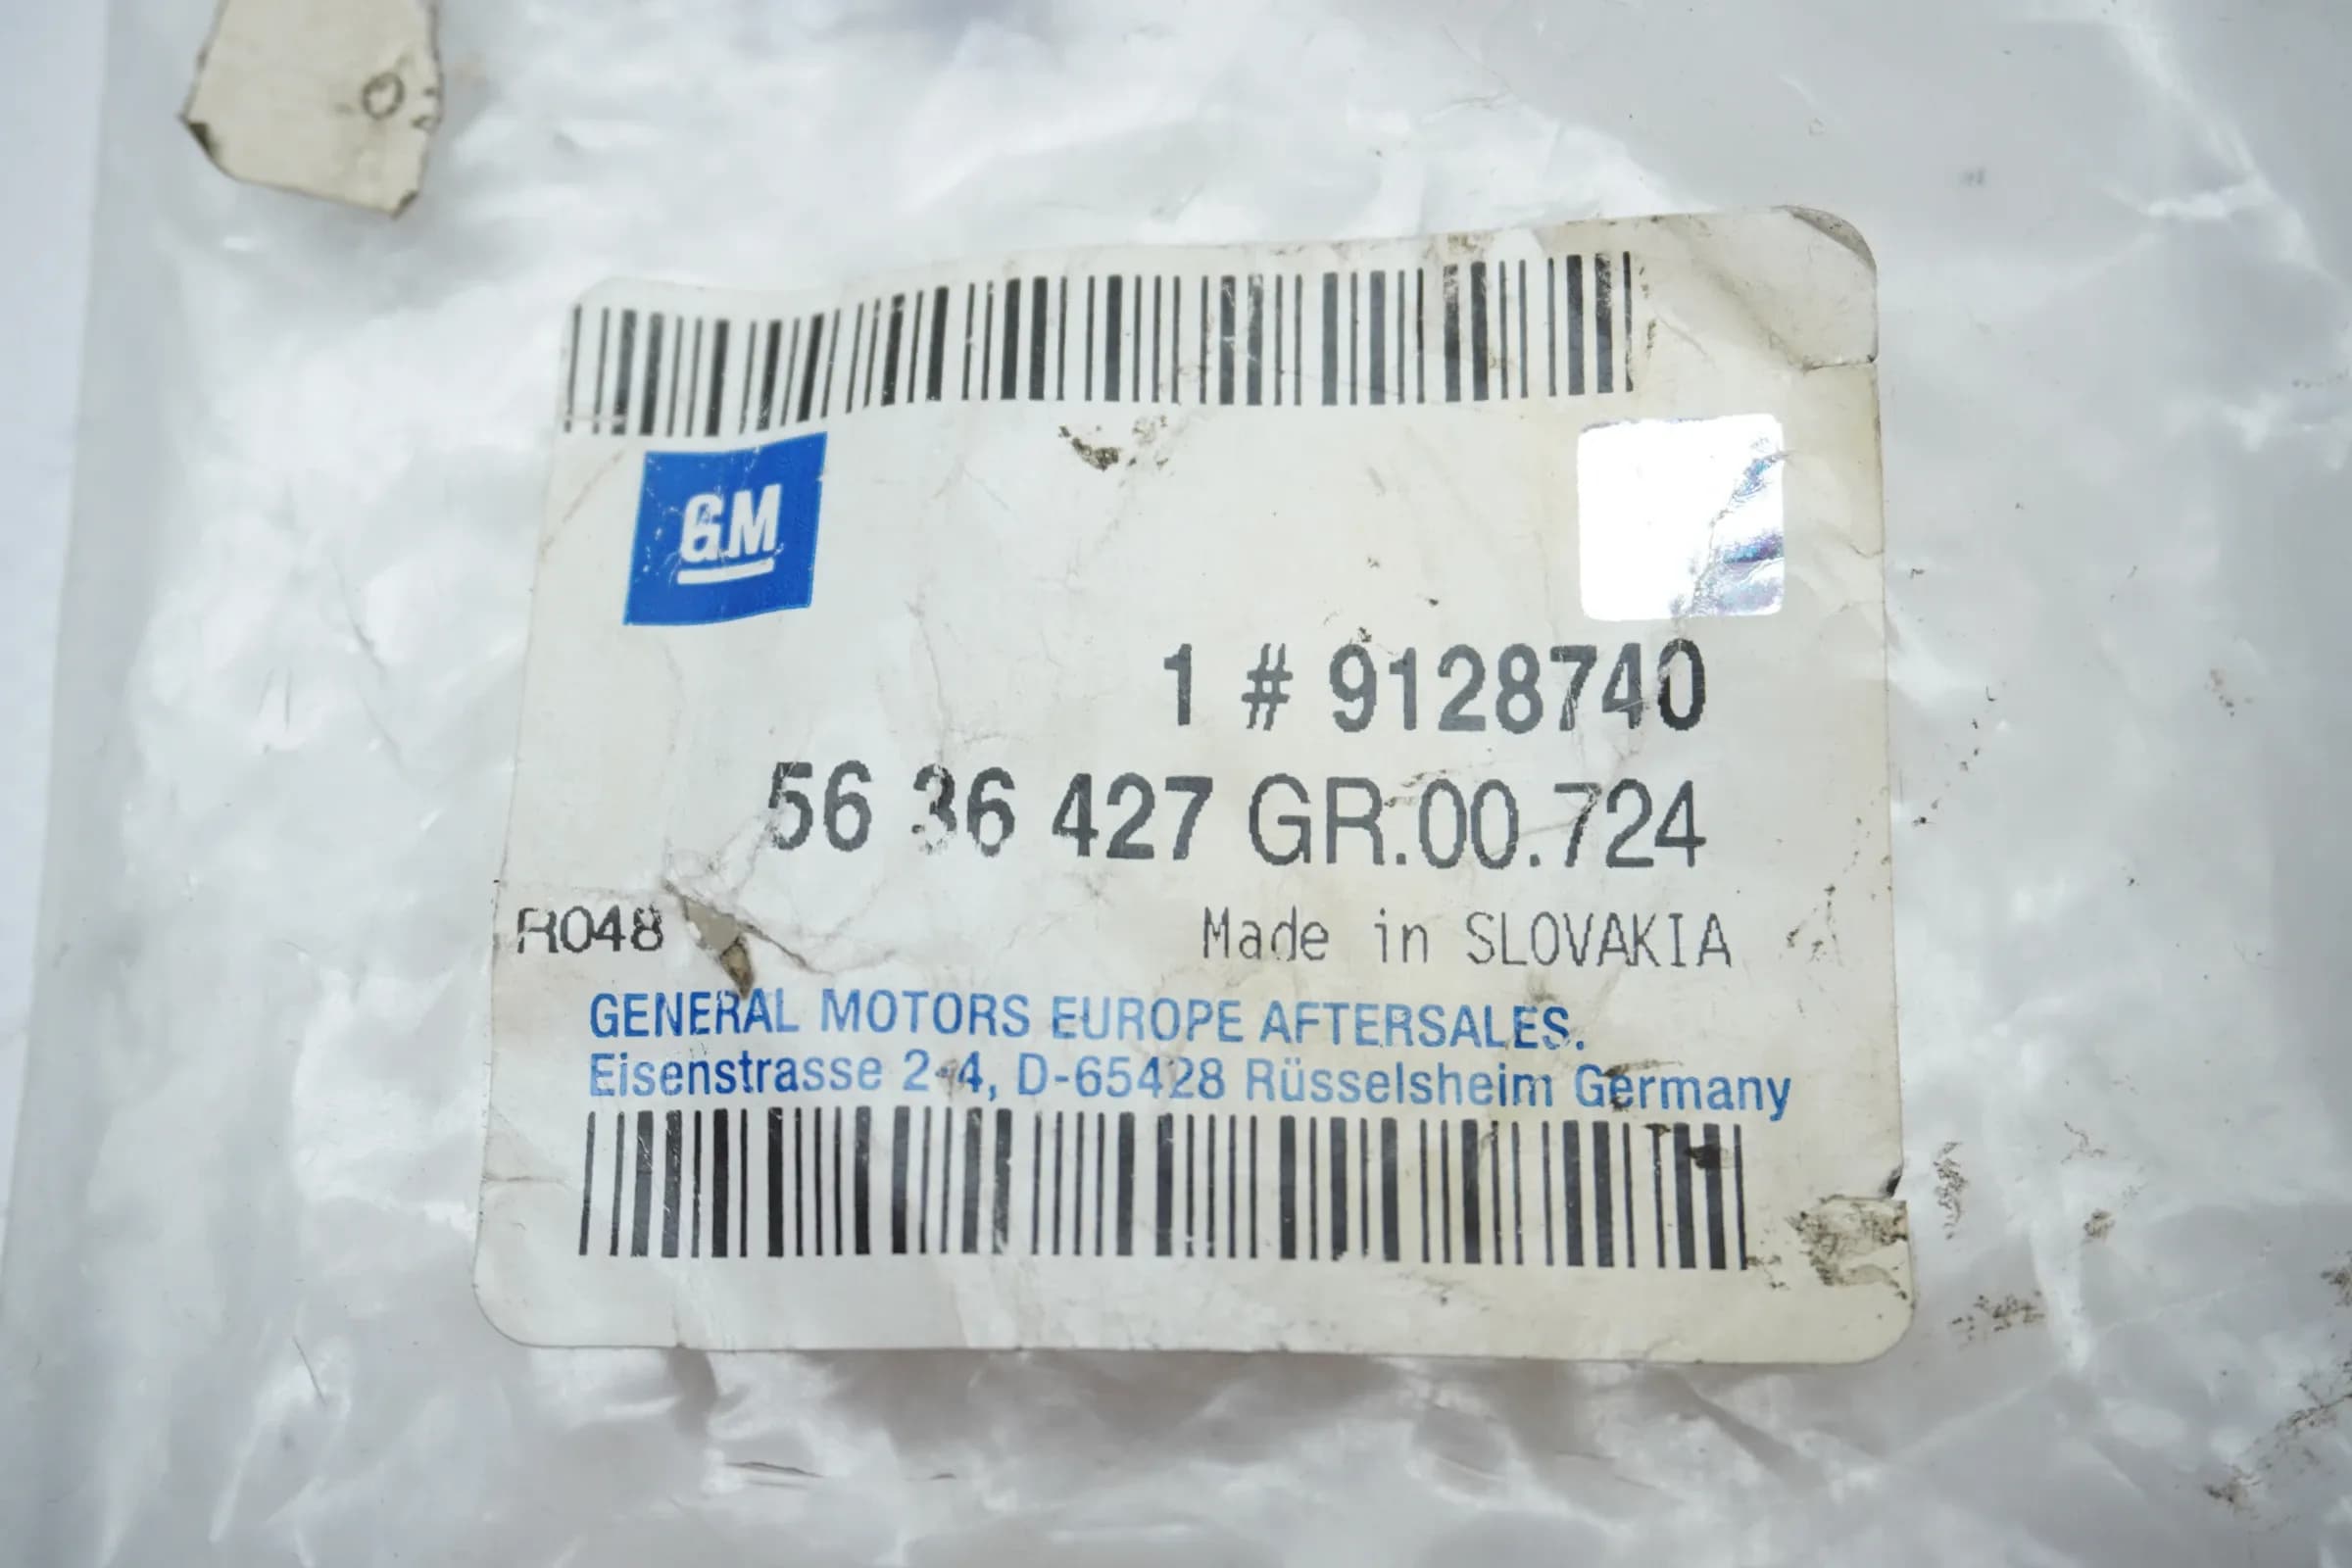 GM
1 # 9128740
56 36 427 GR.00.724
R048
Made in SLOVAKIA
GENERAL MOTORS EUROPE AFTERSALES.
Eisenstrasse 2-4, D-65428 Rüsselsheim Germany